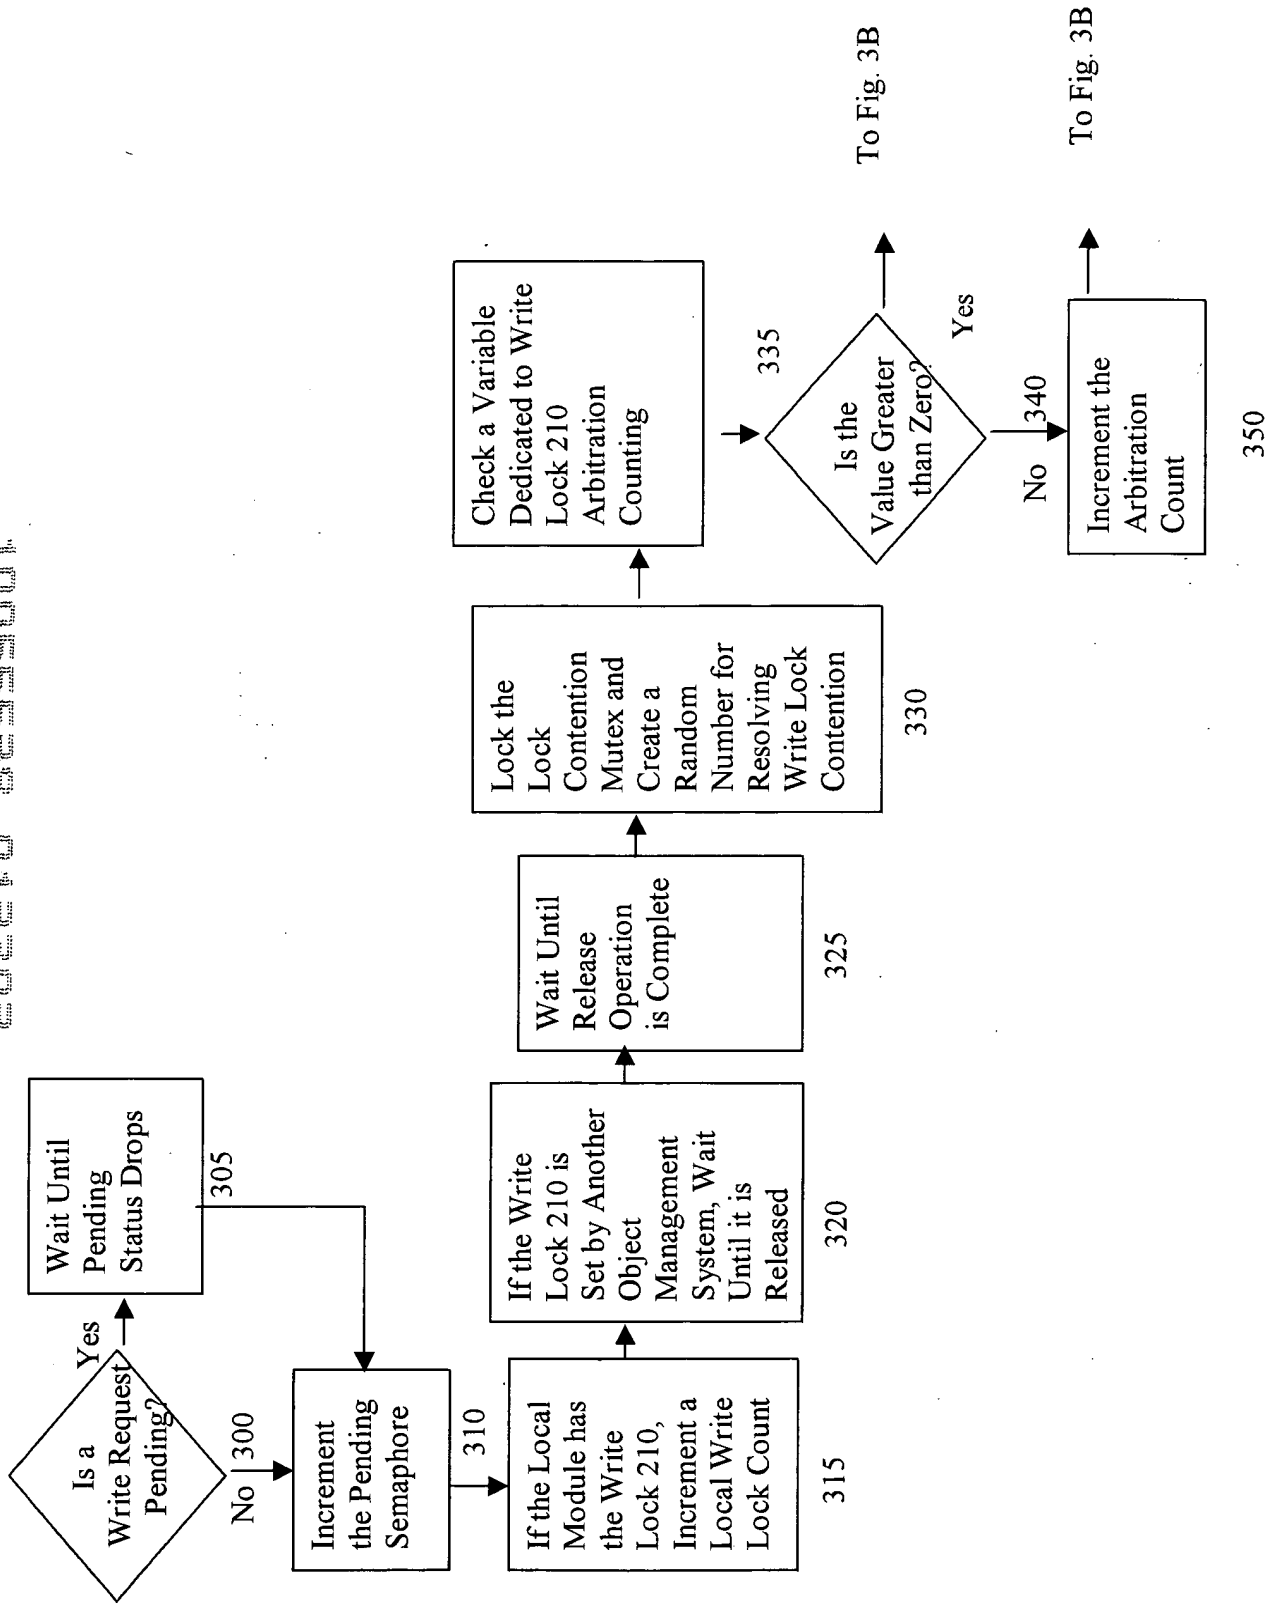 Is a
Write Request
Pending?
Yes
Wait Until
Pending
Status Drops
305
No
300
Increment
the Pending
Semaphore
310
If the Local
Module has
the Write
Lock 210,
Increment a
Local Write
Lock Count
315
If the Write
Lock 210 is
Set by Another
Object
Management
System, Wait
Until it is
Released
320
Wait Until
Release
Operation
is Complete
325
Lock the
Lock
Contention
Mutex and
Create a
Random
Number for
Resolving
Write Lock
Contention
330
Check a Variable
Dedicated to Write
Lock 210
Arbitration
Counting
335
Is the
Value Greater
than Zero?
Yes
To Fig. 3B
No
340
Increment the
Arbitration
Count
350
To Fig. 3B